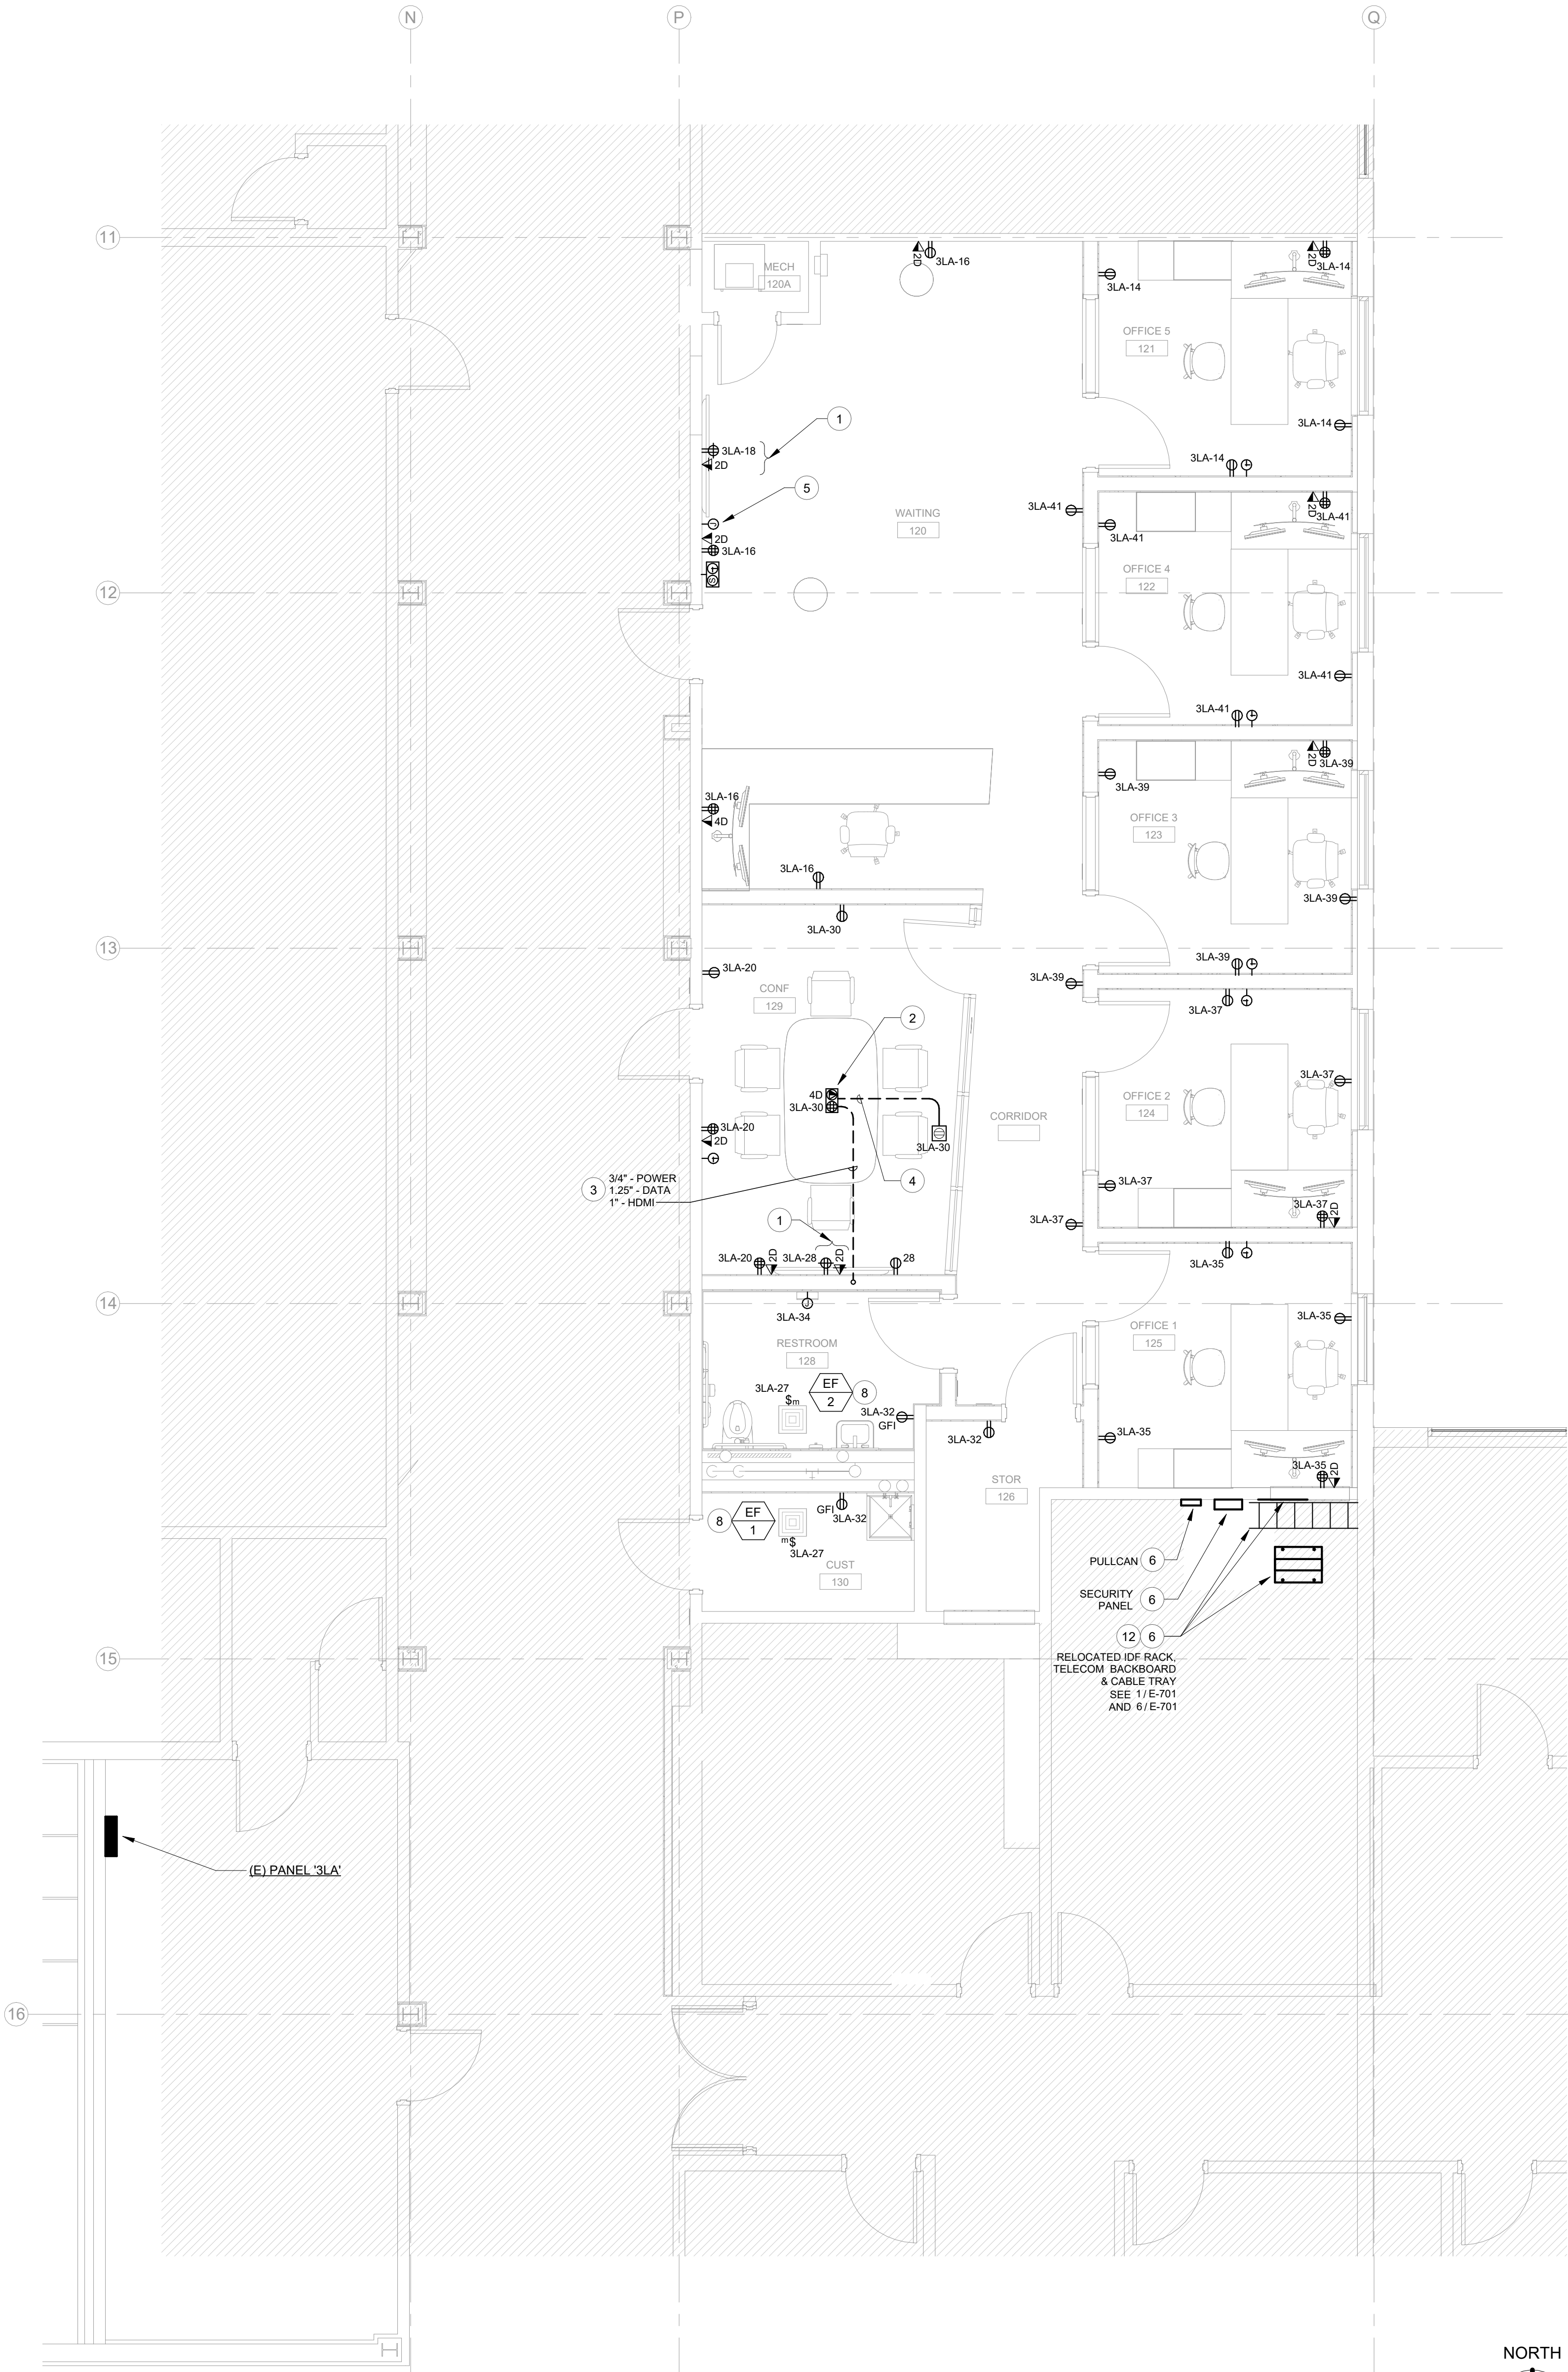 N
P
Q
11
MECH
120A
2D
3LA-16
3LA-14
2D
3LA-14
OFFICE 5
121
1
3LA-18
2D
3LA-14
3LA-14
5
J
2D
3LA-16
S
WAITING
120
3LA-41
3LA-41
2D
3LA-41
OFFICE 4
122
12
3LA-41
3LA-41
3LA-16
4D
3LA-16
3LA-39
2D
3LA-39
OFFICE 3
123
3LA-39
3LA-30
13
3LA-20
3LA-39
3LA-39
CONF
129
2
3LA-37
4D
3LA-30
3LA-30
CORRIDOR
3LA-37
OFFICE 2
124
3LA-20
2D
3
3/4" - POWER
1.25" - DATA
1" - HDMI
4
3LA-37
3LA-37
3LA-37
2D
1
3LA-20
2D
3LA-28
2D
28
3LA-35
14
J
3LA-34
RESTROOM
128
3LA-35
OFFICE 1
125
3LA-27
$m
EF
2
8
3LA-32
GFI
3LA-32
3LA-35
3LA-35
2D
STOR
126
8
EF
1
GFI
3LA-32
m$
3LA-27
CUST
130
PULLCAN
6
SECURITY
PANEL
6
12
6
RELOCATED IDF RACK,
TELECOM BACKBOARD
& CABLE TRAY
SEE 1 / E-701
AND 6 / E-701
15
(E) PANEL '3LA'
16
NORTH